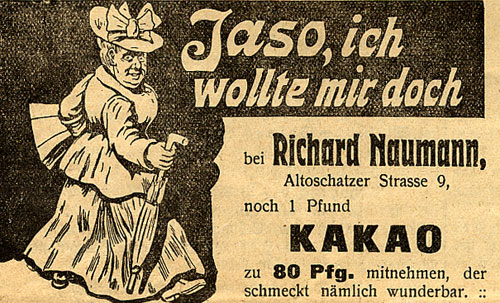 Jaso, ich
wollte mir doch
bei Richard Naumann,
Altoschatzer Strasse 9,
noch 1 Pfund
KAKAO
zu 80 Pfg. mitnehmen, der
schmeckt nämlich wunderbar. ::